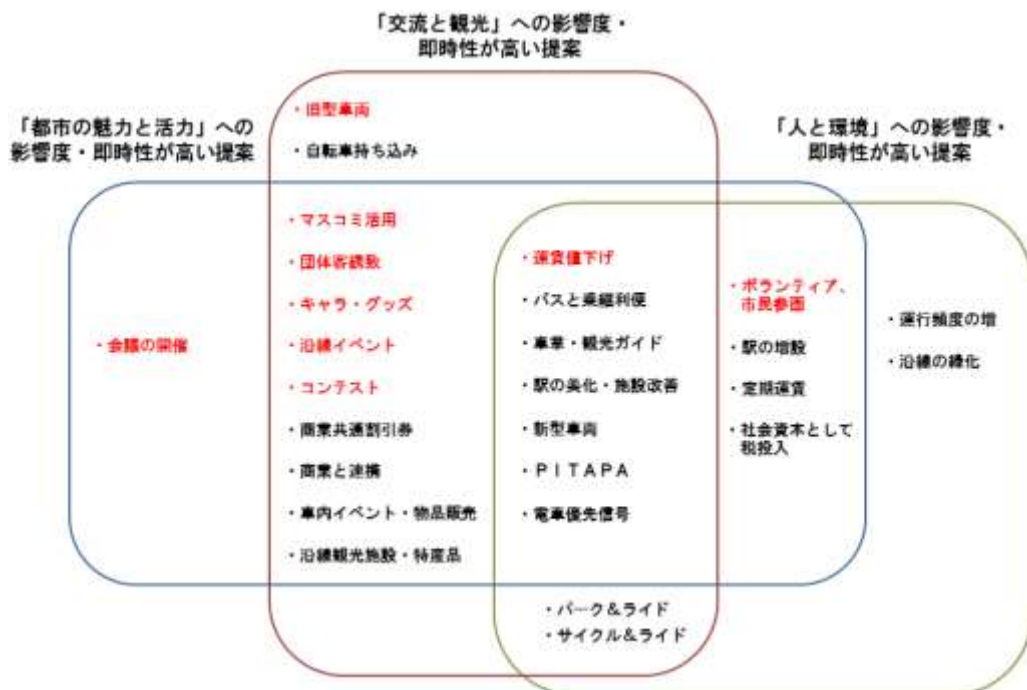 「交流と観光」への影響度・
即時性が高い提案
「都市の魅力と活力」への
影響度・即時性が高い提案
「人と環境」への影響度・
即時性が高い提案
・旧型車両
・自転車持ち込み
・会議の開催
・マスコミ活用
・団体客誘致
・キャラ・グッズ
・沿線イベント
・コンテスト
・商業共通割引券
・商業と連携
・車内イベント・物品販売
・沿線観光施設・特産品
・運賃値下げ
・バスと乗継利便
・車掌・観光ガイド
・駅の美化・施設改善
・新型車両
・ＰＩＴＡＰＡ
・電車優先信号
・ボランティア、
市民参画
・駅の増設
・定期運賃
・社会資本として
税投入
・運行頻度の増
・沿線の緑化
・パーク＆ライド
・サイクル＆ライド